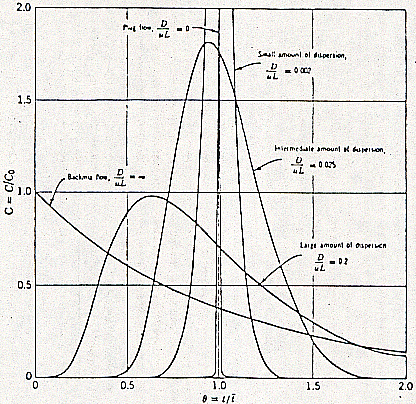 2.0
Plug flow, D/uL = 0
Small amount of dispersion,
D/uL = 0.002
1.5
Intermediate amount of dispersion,
D/uL = 0.025
1.0
Backmix flow, D/uL = ∞
C = C/C₀
Large amount of dispersion
D/uL = 0.2
0.5
0
0 0.5 1.0 1.5 2.0
θ = t/t̄